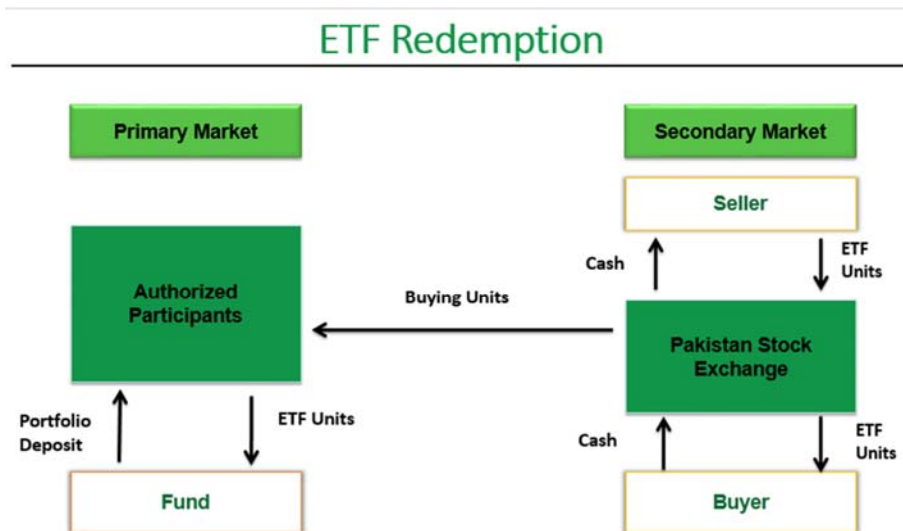 ETF Redemption
Primary Market
Secondary Market
Seller
Cash
ETF
Units
Authorized
Participants
Buying Units
Pakistan Stock
Exchange
Portfolio
Deposit
ETF Units
Cash
ETF
Units
Fund
Buyer